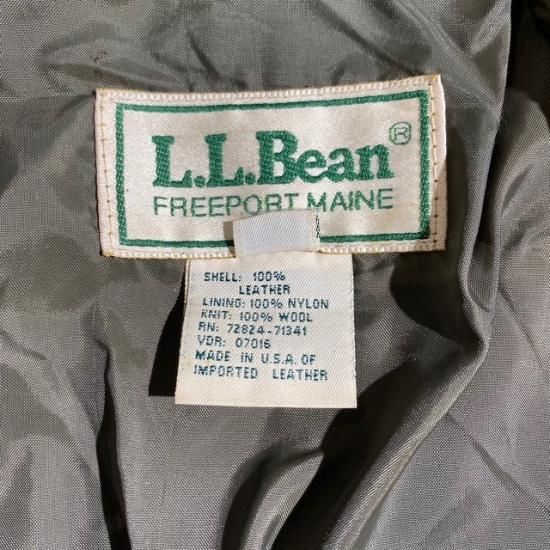 L.L.Bean®
FREEPORT, MAINE
SHELL: 100%
LEATHER
LINING: 100% NYLON
KNIT: 100% WOOL
RN: 72824-71341
VDR: 07016
MADE IN U.S.A. OF
IMPORTED LEATHER